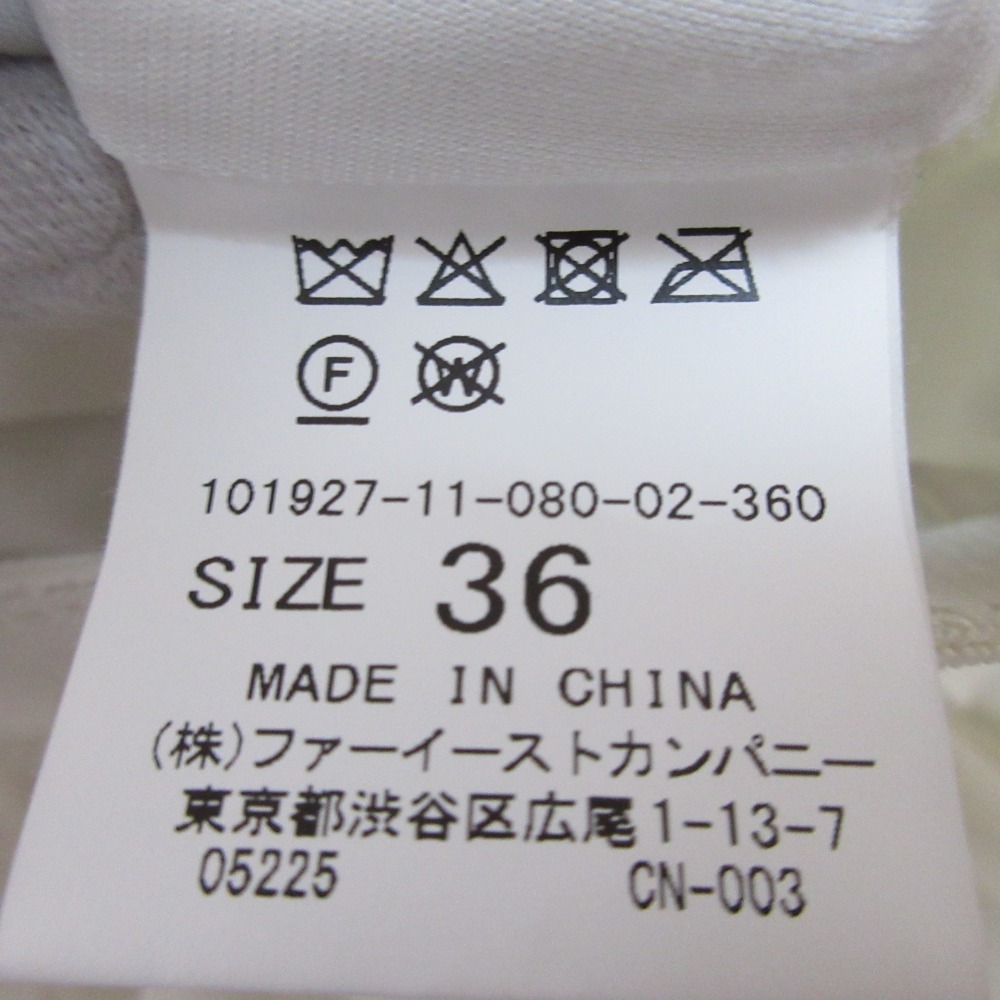 F W
101927-11-080-02-360
SIZE 36
MADE IN CHINA
(株)ファーイーストカンパニー
東京都渋谷区広尾1-13-7
05225 CN-003